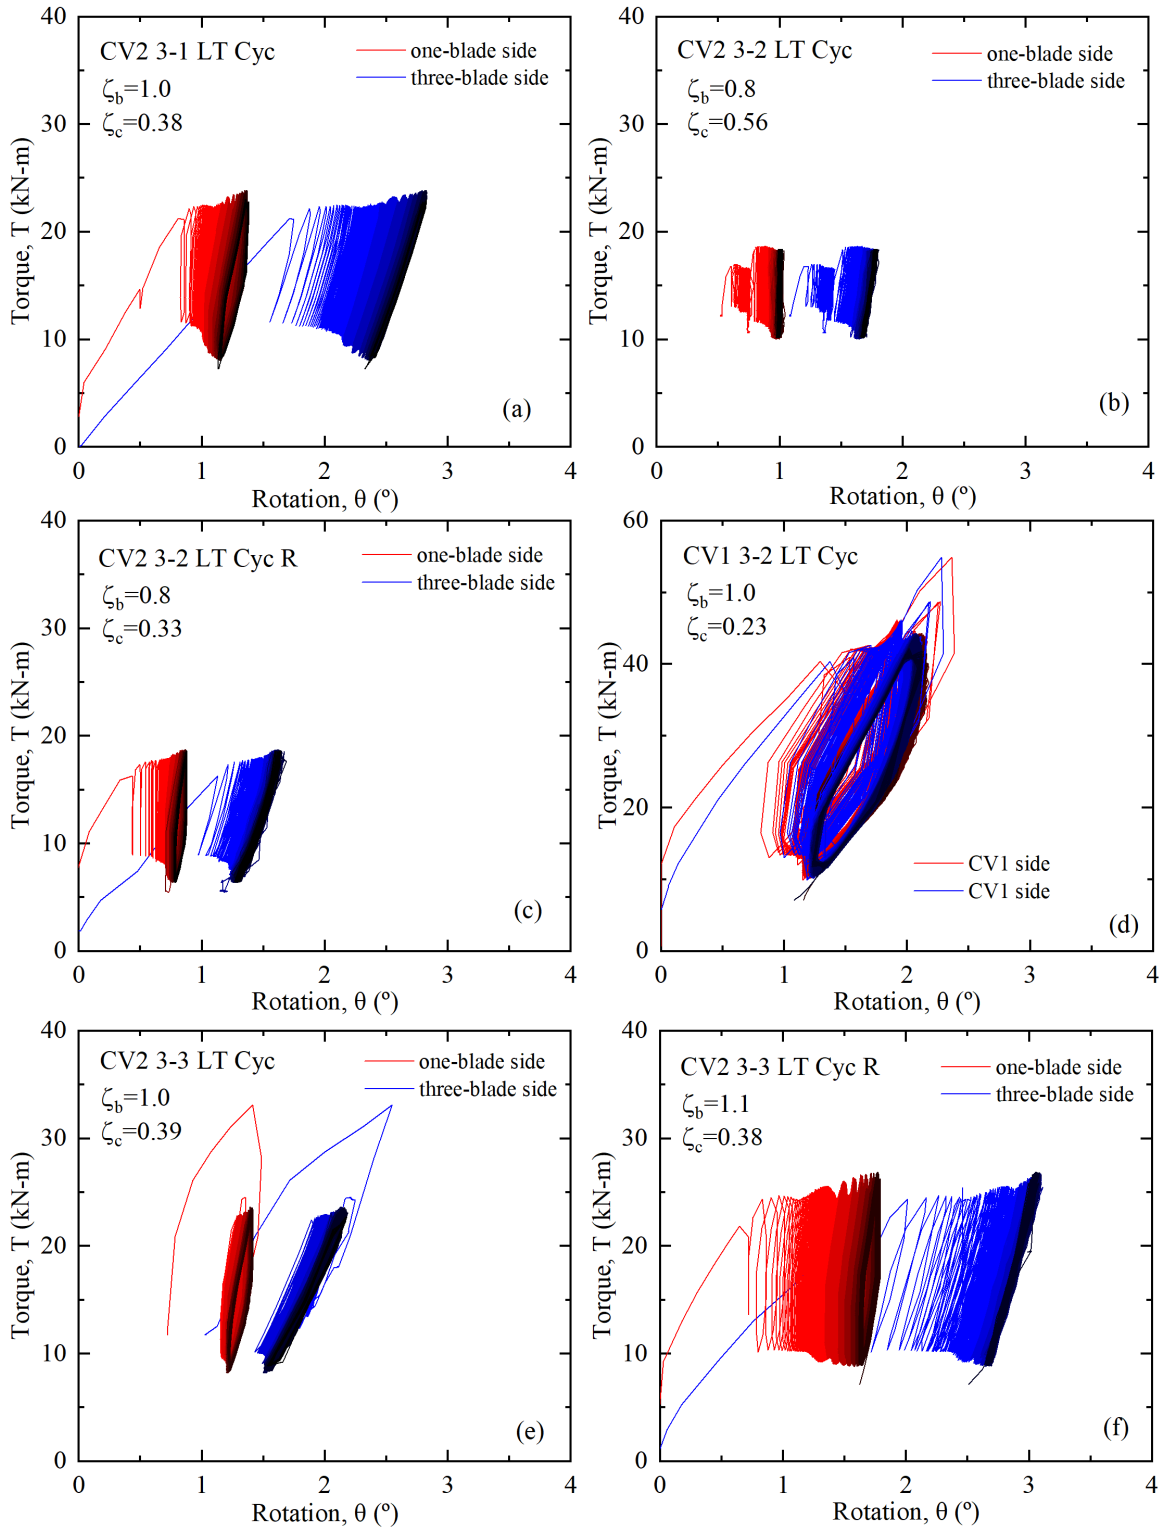 40
30
20
10
0
0
1
2
3
4
Torque, T (kN-m)
Rotation, θ (º)
CV2 3-1 LT Cyc
ζb=1.0
ζc=0.38
one-blade side
three-blade side
(a)
40
30
20
10
0
0
1
2
3
4
Torque, T (kN-m)
Rotation, θ (º)
CV2 3-2 LT Cyc
ζb=0.8
ζc=0.56
one-blade side
three-blade side
(b)
40
30
20
10
0
0
1
2
3
4
Torque, T (kN-m)
Rotation, θ (º)
CV2 3-2 LT Cyc R
ζb=0.8
ζc=0.33
one-blade side
three-blade side
(c)
60
50
40
30
20
10
0
0
1
2
3
4
Torque, T (kN-m)
Rotation, θ (º)
CV1 3-2 LT Cyc
ζb=1.0
ζc=0.23
CV1 side
CV1 side
(d)
40
30
20
10
0
0
1
2
3
4
Torque, T (kN-m)
Rotation, θ (º)
CV2 3-3 LT Cyc
ζb=1.0
ζc=0.39
one-blade side
three-blade side
(e)
40
30
20
10
0
0
1
2
3
4
Torque, T (kN-m)
Rotation, θ (º)
CV2 3-3 LT Cyc R
ζb=1.1
ζc=0.38
one-blade side
three-blade side
(f)